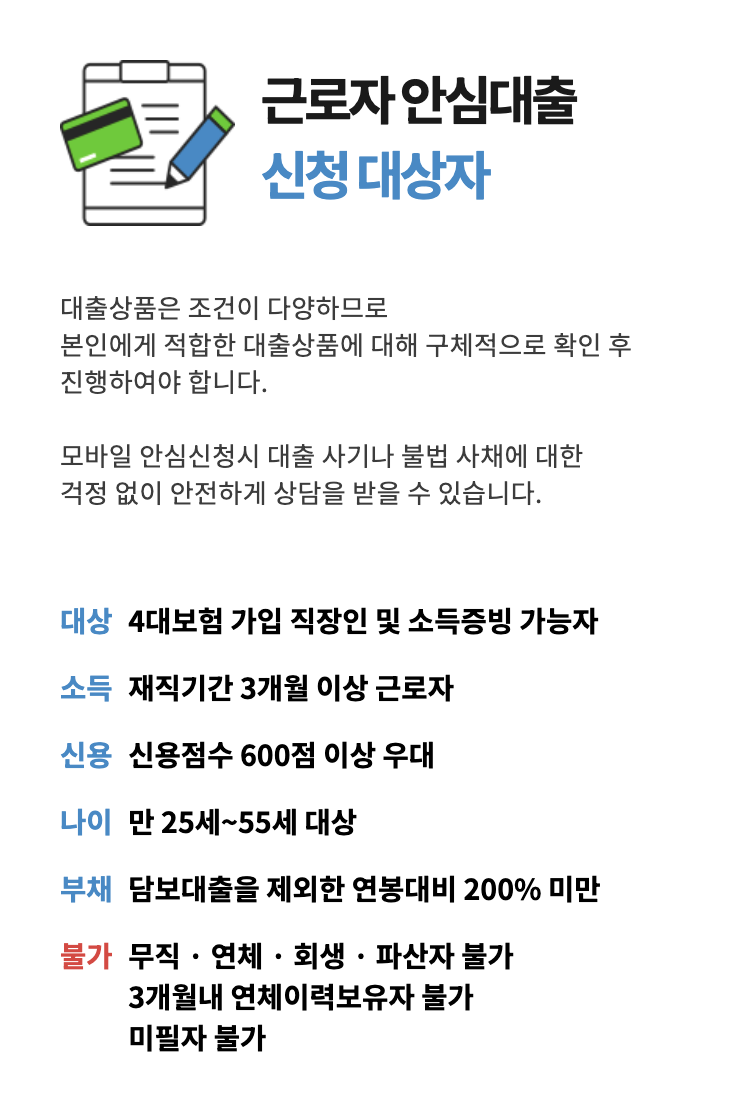 근로자 안심대출
신청 대상자
대출상품은 조건이 다양하므로
본인에게 적합한 대출상품에 대해 구체적으로 확인 후
진행하여야 합니다.
모바일 안심신청시 대출 사기나 불법 사채에 대한
걱정 없이 안전하게 상담을 받을 수 있습니다.
대상 4대보험 가입 직장인 및 소득증빙 가능자
소득 재직기간 3개월 이상 근로자
신용 신용점수 600점 이상 우대
나이 만 25세~55세 대상
부채 담보대출을 제외한 연봉대비 200% 미만
불가 무직 · 연체 · 회생 · 파산자 불가
3개월내 연체이력보유자 불가
미필자 불가